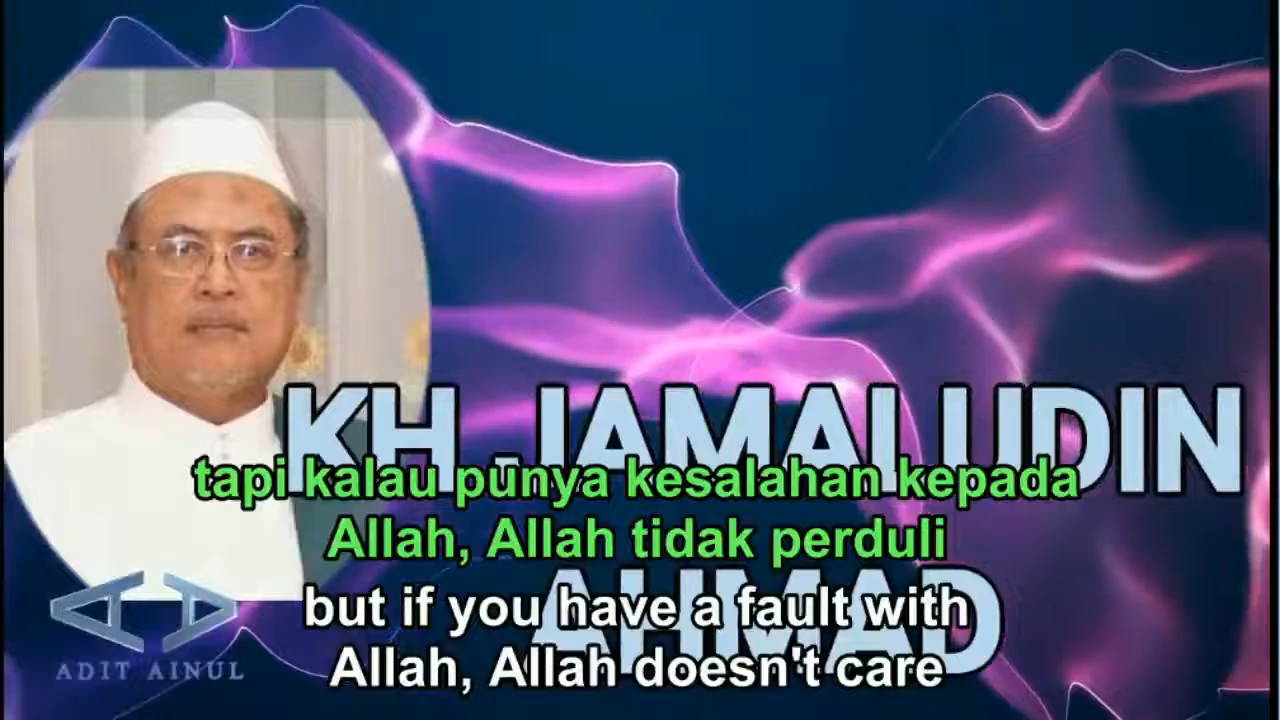 KH JAMALUDIN
tapi kalau punya kesalahan kepada
Allah, Allah tidak perduli
AHMAD
but if you have a fault with
Allah, Allah doesn't care
ADIT AINUL